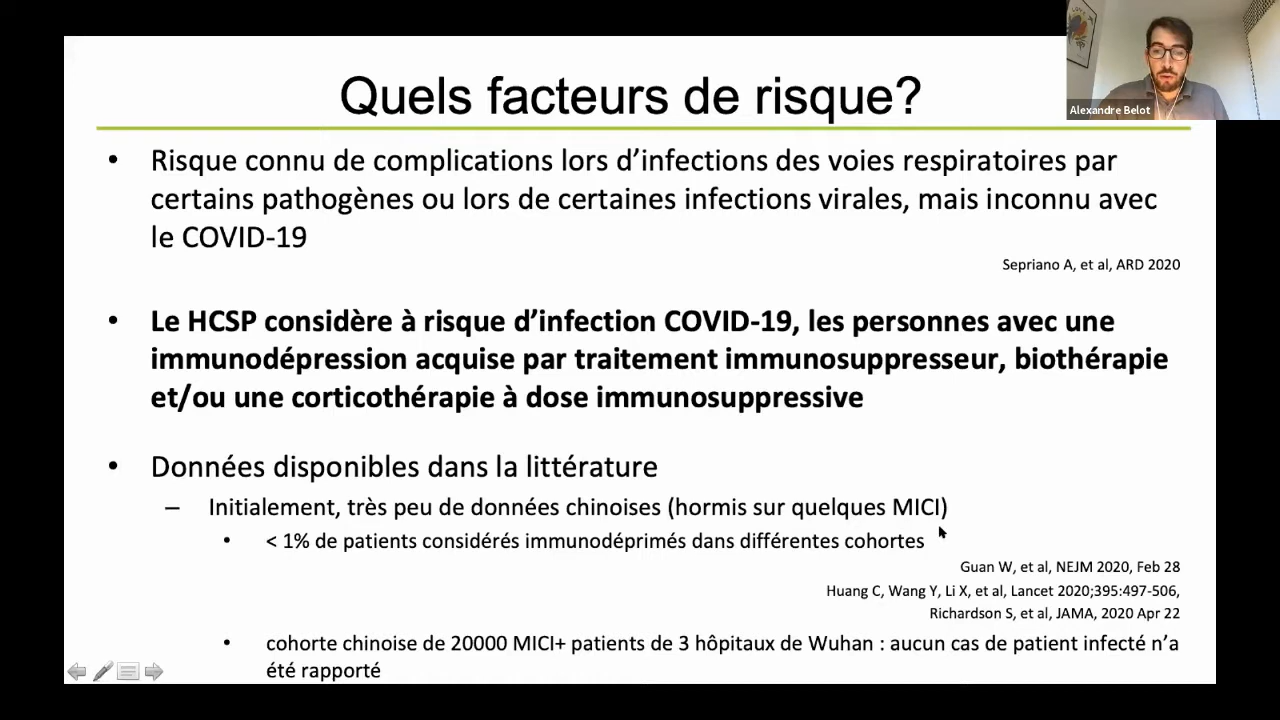 Quels facteurs de risque?
Alexandre Belot
• Risque connu de complications lors d’infections des voies respiratoires par
certains pathogènes ou lors de certaines infections virales, mais inconnu avec
le COVID-19
Sepriano A, et al, ARD 2020
• Le HCSP considère à risque d’infection COVID-19, les personnes avec une
immunodépression acquise par traitement immunosuppresseur, biothérapie
et/ou une corticothérapie à dose immunosuppressive
• Données disponibles dans la littérature
– Initialement, très peu de données chinoises (hormis sur quelques MICI)
• < 1% de patients considérés immunodéprimés dans différentes cohortes
Guan W, et al, NEJM 2020, Feb 28
Huang C, Wang Y, Li X, et al, Lancet 2020;395:497-506,
Richardson S, et al, JAMA, 2020 Apr 22
• cohorte chinoise de 20000 MICI+ patients de 3 hôpitaux de Wuhan : aucun cas de patient infecté n’a
été rapporté